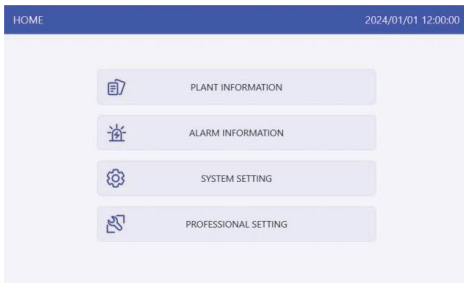 HOME 2024/01/01 12:00:00
PLANT INFORMATION
ALARM INFORMATION
SYSTEM SETTING
PROFESSIONAL SETTING